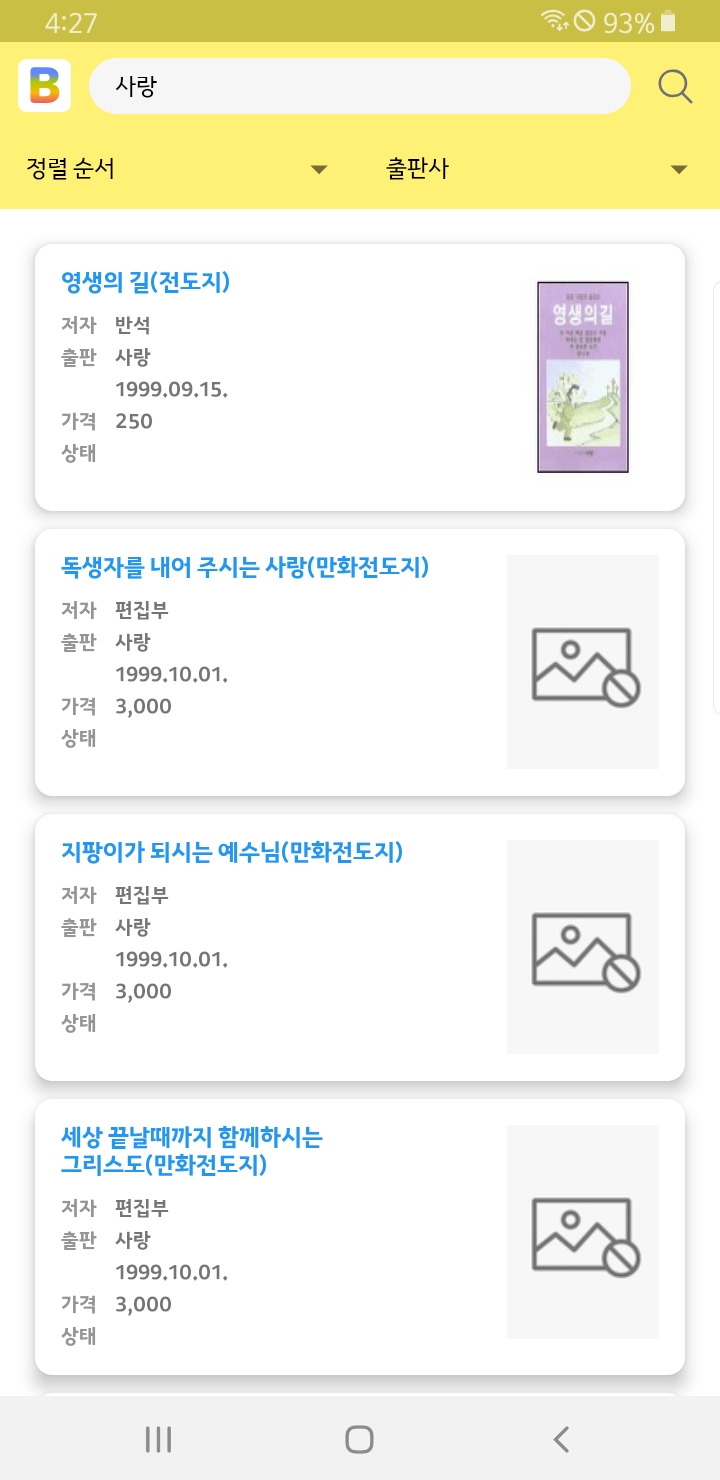 4:27
93%
B
사랑
정렬 순서
출판사
영생의 길(전도지)
저자 반석
출판 사랑
1999.09.15.
가격 250
상태
영생의길
독생자를 내어 주시는 사랑(만화전도지)
저자 편집부
출판 사랑
1999.10.01.
가격 3,000
상태
지팡이가 되시는 예수님(만화전도지)
저자 편집부
출판 사랑
1999.10.01.
가격 3,000
상태
세상 끝날때까지 함께하시는
그리스도(만화전도지)
저자 편집부
출판 사랑
1999.10.01.
가격 3,000
상태